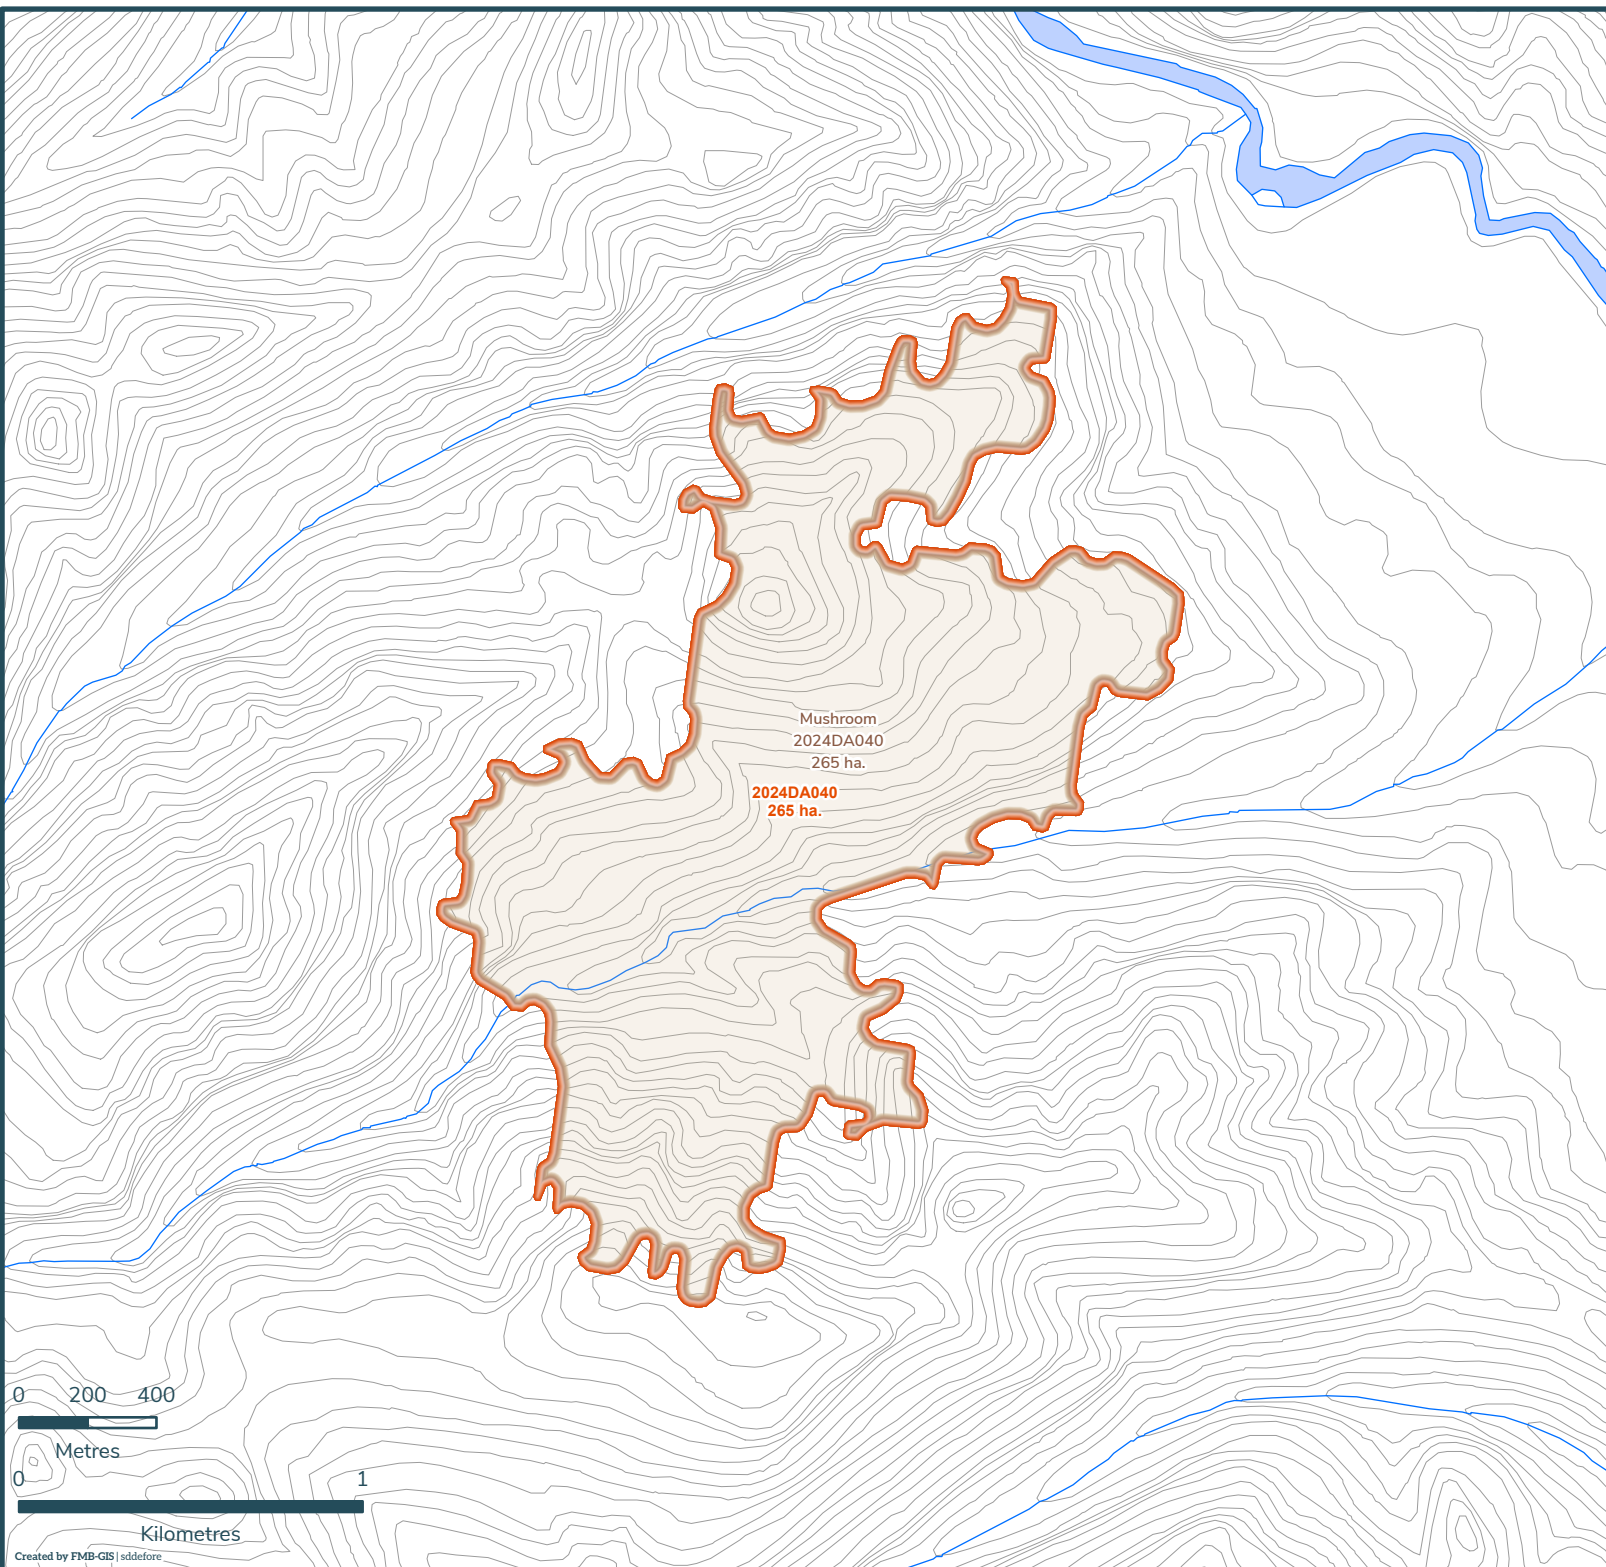 Mushroom
2024DA040
265 ha.
2024DA040
265 ha.
0 200 400
Metres
0 1
Kilometres
Created by FMB-GIS | sddefore